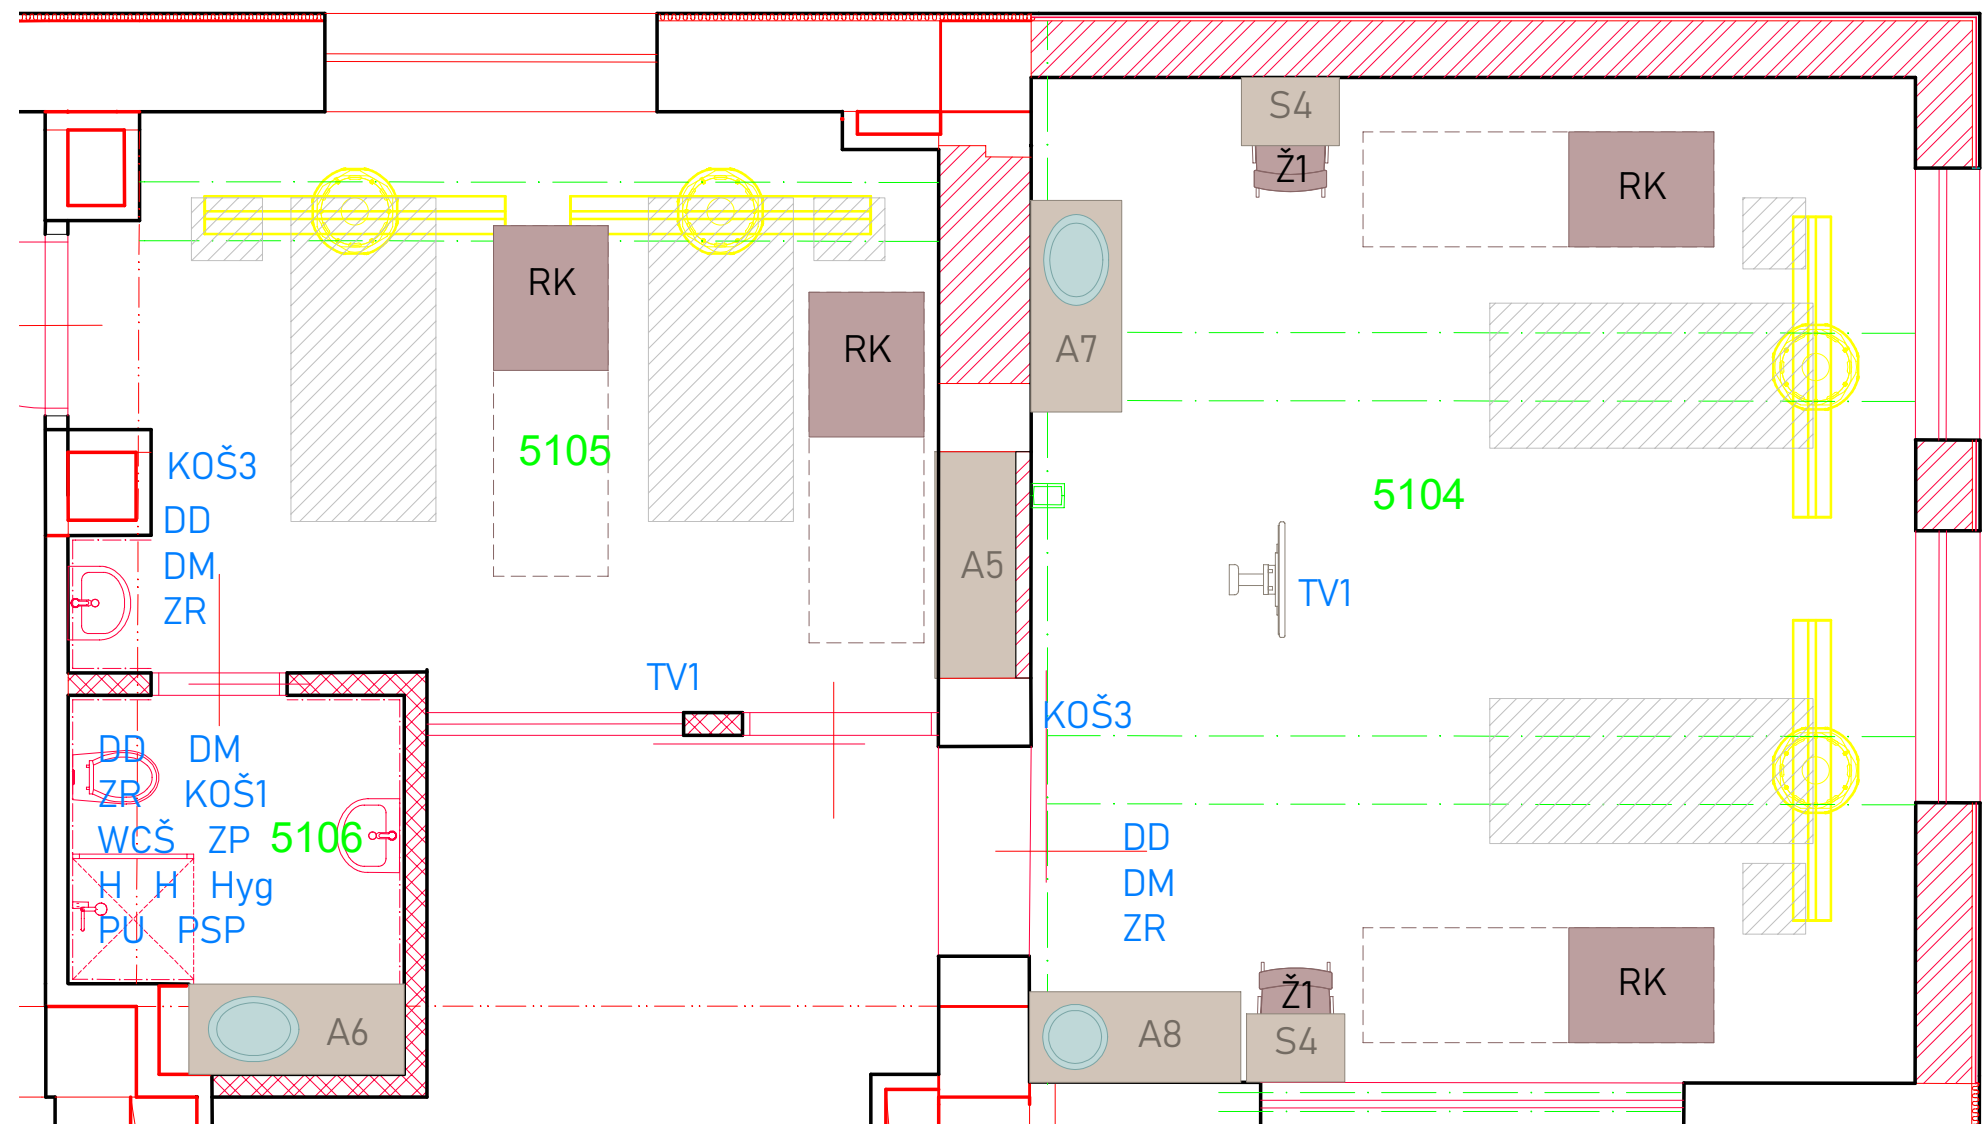 S4
Ž1
RK
RK
RK
A7
5105
KOŠ3
5104
DD
DM
A5
TV1
ZR
TV1
KOŠ3
DD DM
ZR KOŠ1
WCŠ ZP 5106
H H Hyg
PU PSP
DD
DM
ZR
A6
A8
Ž1
S4
RK